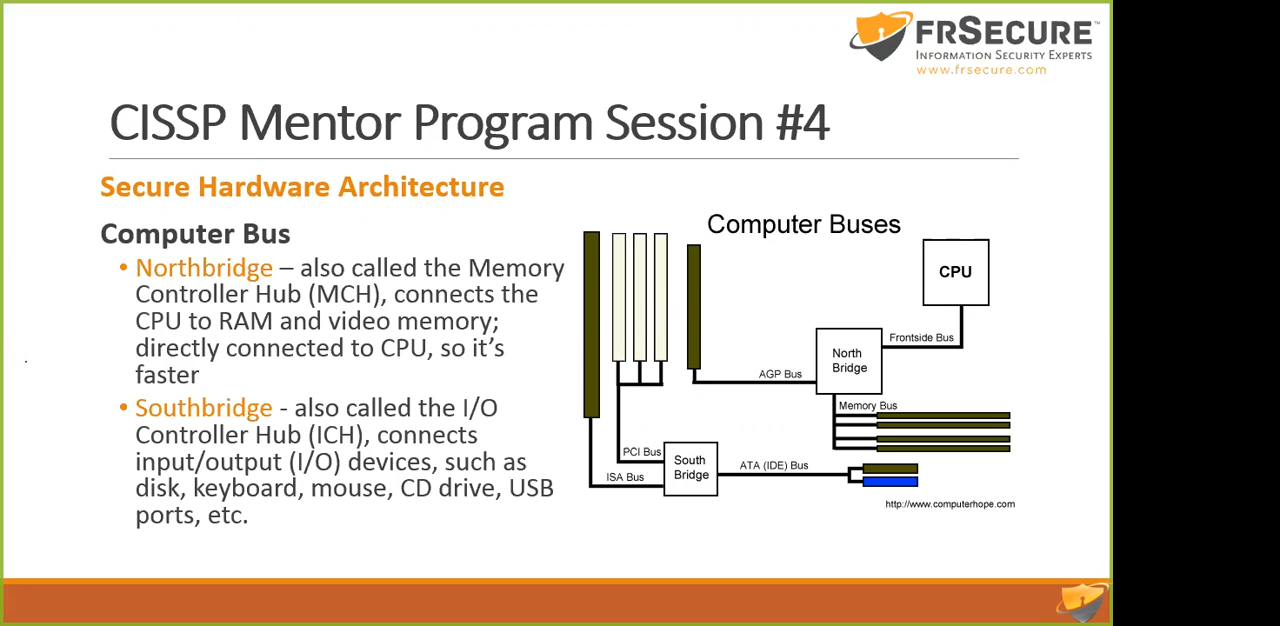 FRSECURE™
INFORMATION SECURITY EXPERTS
www.frsecure.com
CISSP Mentor Program Session #4
Secure Hardware Architecture
Computer Bus
• Northbridge – also called the Memory
Controller Hub (MCH), connects the
CPU to RAM and video memory;
directly connected to CPU, so it's
faster
• Southbridge - also called the I/O
Controller Hub (ICH), connects
input/output (I/O) devices, such as
disk, keyboard, mouse, CD drive, USB
ports, etc.
Computer Buses
CPU
Frontside Bus
North
Bridge
AGP Bus
Memory Bus
PCI Bus
South
Bridge
ATA (IDE) Bus
ISA Bus
http://www.computerhope.com